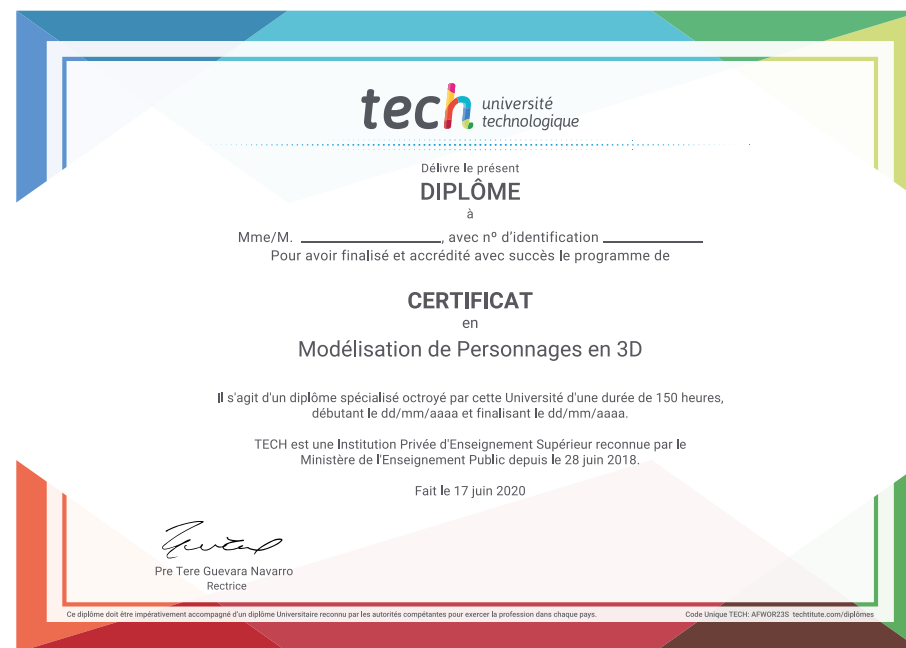 tech université
technologique
Délivre le présent
DIPLÔME
à
Mme/M. ____________________, avec nº d'identification ______________
Pour avoir finalisé et accrédité avec succès le programme de
CERTIFICAT
en
Modélisation de Personnages en 3D
Il s'agit d'un diplôme spécialisé octroyé par cette Université d'une durée de 150 heures,
débutant le dd/mm/aaaa et finalisant le dd/mm/aaaa.
TECH est une Institution Privée d'Enseignement Supérieur reconnue par le
Ministère de l'Enseignement Public depuis le 28 juin 2018.
Fait le 17 juin 2020
Pre Tere Guevara Navarro
Rectrice
Ce diplôme doit être impérativement accompagné d'un diplôme Universitaire reconnu par les autorités compétentes pour exercer la profession dans chaque pays.
Code Unique TECH: AFWOR23S techtitute.com/diplômes